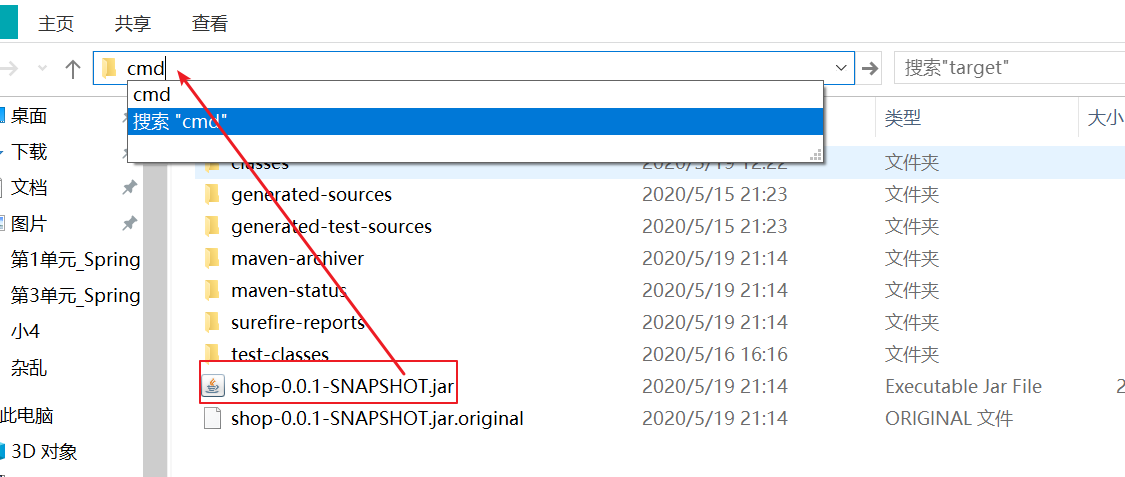 主页 共享 查看
cmd
搜索"target"
cmd
搜索 "cmd"
类型 大小
桌面
下载
文档
图片
第1单元_Spring
第3单元_Spring
小4
杂乱
此电脑
3D 对象
classes 2020/5/19 12:22 文件夹
generated-sources 2020/5/15 21:23 文件夹
generated-test-sources 2020/5/15 21:23 文件夹
maven-archiver 2020/5/19 21:14 文件夹
maven-status 2020/5/19 21:14 文件夹
surefire-reports 2020/5/19 21:14 文件夹
test-classes 2020/5/16 16:16 文件夹
shop-0.0.1-SNAPSHOT.jar 2020/5/19 21:14 Executable Jar File 2
shop-0.0.1-SNAPSHOT.jar.original 2020/5/19 21:14 ORIGINAL 文件